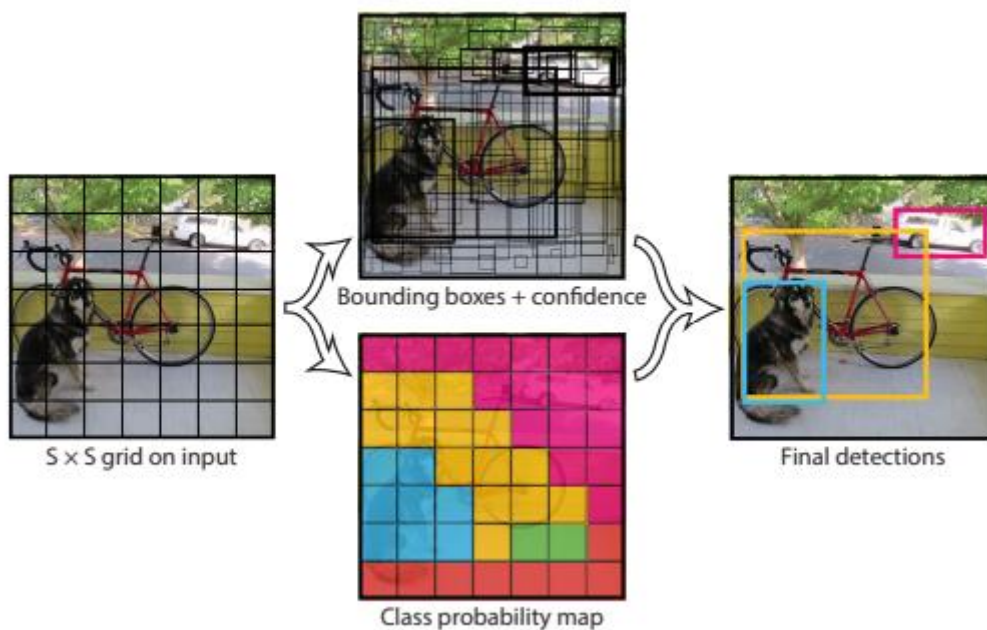 S × S grid on input
Bounding boxes + confidence
Class probability map
Final detections